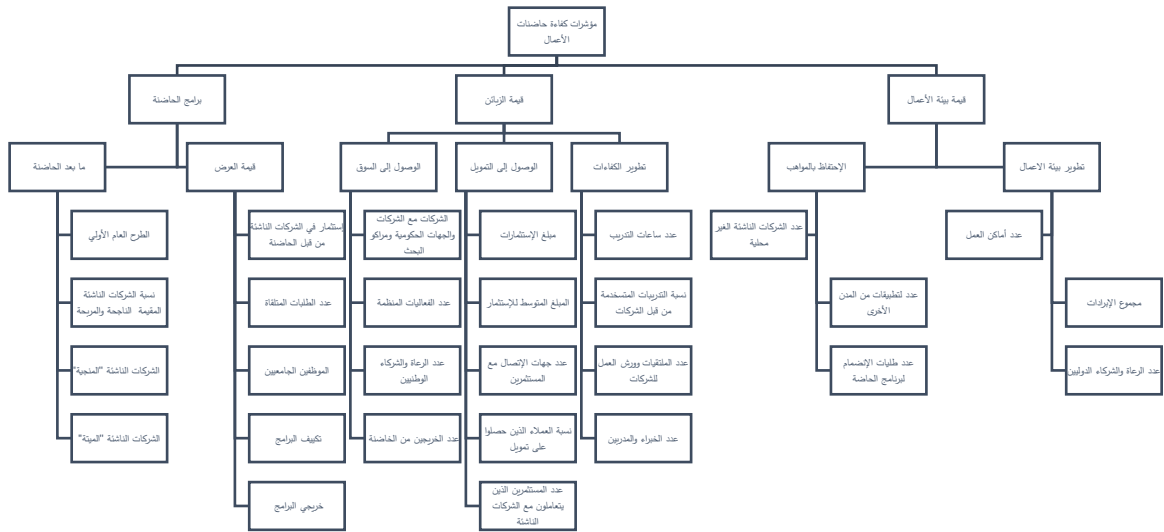 مؤشرات كفاءة حاضنات
الأعمال
قيمة بيئة الأعمال
قيمة الزبائن
برامج الحاضنة
تطوير بيئة الاعمال
الإحتفاظ بالمواهب
تطوير الكفاءات
الوصول إلى التمويل
الوصول إلى السوق
قيمة العرض
ما بعد الحاضنة
عدد أماكن العمل
مجموع الإيرادات
عدد الرعاة والشركاء الدوليين
عدد الشركات الناشئة الغير
محلية
عدد لتطبيقات من المدن
الأخرى
عدد طلبات الإنضمام
لبرنامج الحاضة
عدد ساعات التدريب
نسبة التدريبات المتسخدمة
من قبل الشركات
عدد الملتقيات وورش العمل
للشركات
عدد الخبراء والمدربين
مبلغ الإستثمارات
المبلغ المتوسط للإستثمار
عدد جهات الإتصال مع
المستثمرين
نسبة العملاء الذين حصلوا
على تمويل
عدد المستثمرين الذين
يتعاملون مع الشركات
الناشئة
الشركات مع الشركات
والجهات الحكومية ومراكو
البحث
عدد الفعاليات المنظمة
عدد الرعاة والشركاء
الوطنيين
عدد الخريجين من الخاضنة
إستثمار في الشركات الناشئة
من قبل الحاضنة
عدد الطلبات المتلقاة
الموظفين الجامعيين
تكييف البرامج
خريجي البرامج
الطرح العام الأولي
نسبة الشركات الناشئة
المقيمة الناجحة والمربحة
الشركات الناشئة "المنجية"
الشركات الناشئة "الميتة"